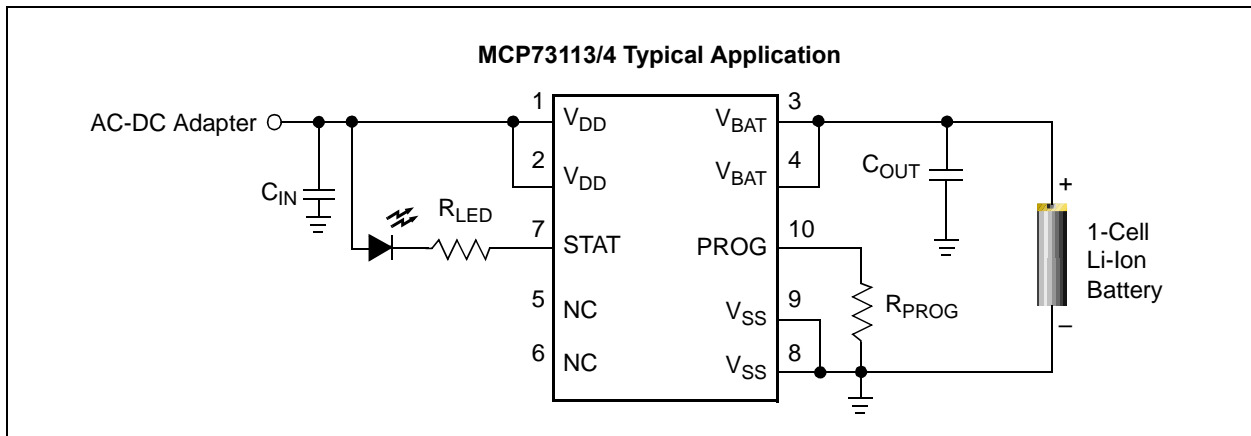 MCP73113/4 Typical Application
AC-DC Adapter
CIN
RLED
1
VDD
2
VDD
7
STAT
5
NC
6
NC
3
VBAT
4
VBAT
10
PROG
9
VSS
8
VSS
COUT
RPROG
+
1-Cell
Li-Ion
Battery
–